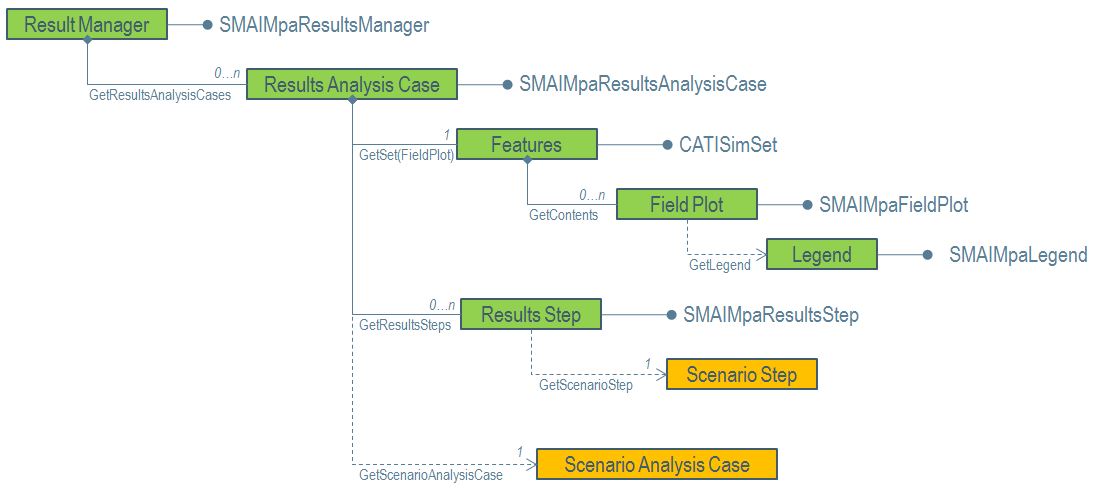 Result Manager
SMAIMpaResultsManager
0...n
GetResultsAnalysisCases
Results Analysis Case
SMAIMpaResultsAnalysisCase
1
GetSet(FieldPlot)
Features
CATISimSet
0...n
GetContents
Field Plot
SMAIMpaFieldPlot
GetLegend
Legend
SMAIMpaLegend
0...n
GetResultsSteps
Results Step
SMAIMpaResultsStep
1
GetScenarioStep
Scenario Step
1
GetScenarioAnalysisCase
Scenario Analysis Case